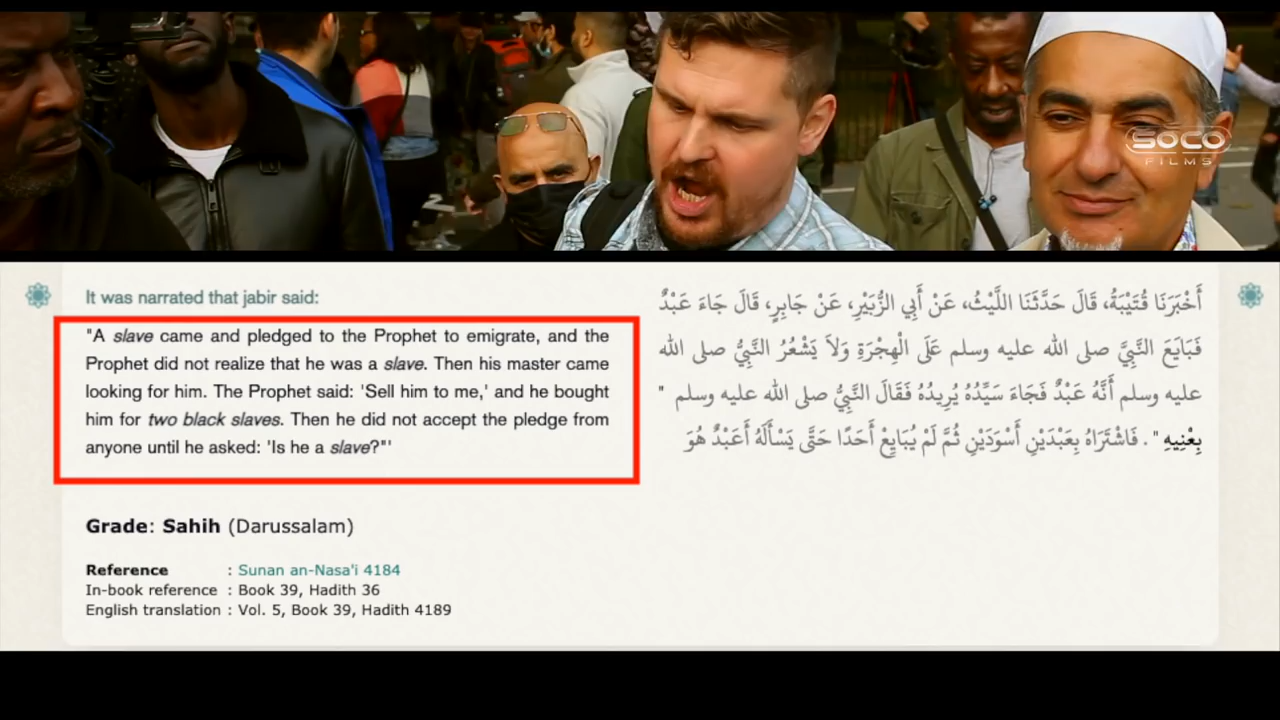 SOCO
FILMS
It was narrated that jabir said:
"A slave came and pledged to the Prophet to emigrate, and the
Prophet did not realize that he was a slave. Then his master came
looking for him. The Prophet said: 'Sell him to me,' and he bought
him for two black slaves. Then he did not accept the pledge from
anyone until he asked: 'Is he a slave?"'
أَخْبَرَنَا قُتَيْبَةُ، قَالَ حَدَّثَنَا اللَّيْثُ، عَنْ أَبِي الزُّبَيْرِ، عَنْ جَابِرٍ، قَالَ جَاءَ عَبْدٌ
فَبَايَعَ النَّبِيَّ صلى الله عليه وسلم عَلَى الْهِجْرَةِ وَلاَ يَشْعُرُ النَّبِيُّ صلى الله
عليه وسلم أَنَّهُ عَبْدٌ فَجَاءَ سَيِّدُهُ يُرِيدُهُ فَقَالَ النَّبِيُّ صلى الله عليه وسلم ‏"‏
بِعْنِيهِ ‏"‏ ‏.‏ فَاشْتَرَاهُ بِعَبْدَيْنِ أَسْوَدَيْنِ ثُمَّ لَمْ يُبَايِعْ أَحَدًا حَتَّى يَسْأَلَهُ أَعَبْدٌ هُوَ
Grade: Sahih (Darussalam)
Reference : Sunan an-Nasa'i 4184
In-book reference : Book 39, Hadith 36
English translation : Vol. 5, Book 39, Hadith 4189